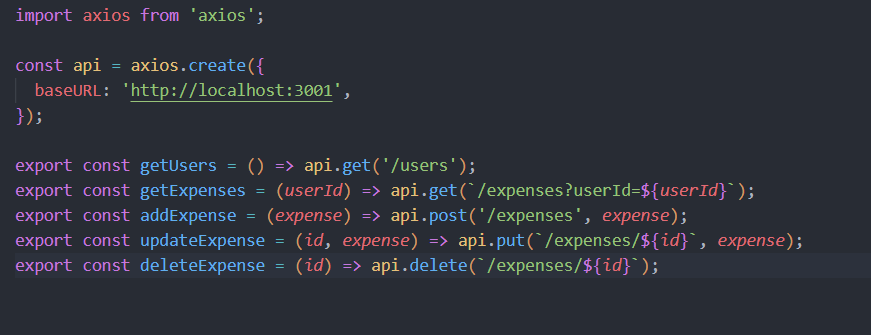 import axios from 'axios';
const api = axios.create({
baseURL: 'http://localhost:3001',
});
export const getUsers = () => api.get('/users');
export const getExpenses = (userId) => api.get(`/expenses?userId=${userId}`);
export const addExpense = (expense) => api.post('/expenses', expense);
export const updateExpense = (id, expense) => api.put(`/expenses/${id}`, expense);
export const deleteExpense = (id) => api.delete(`/expenses/${id}`);